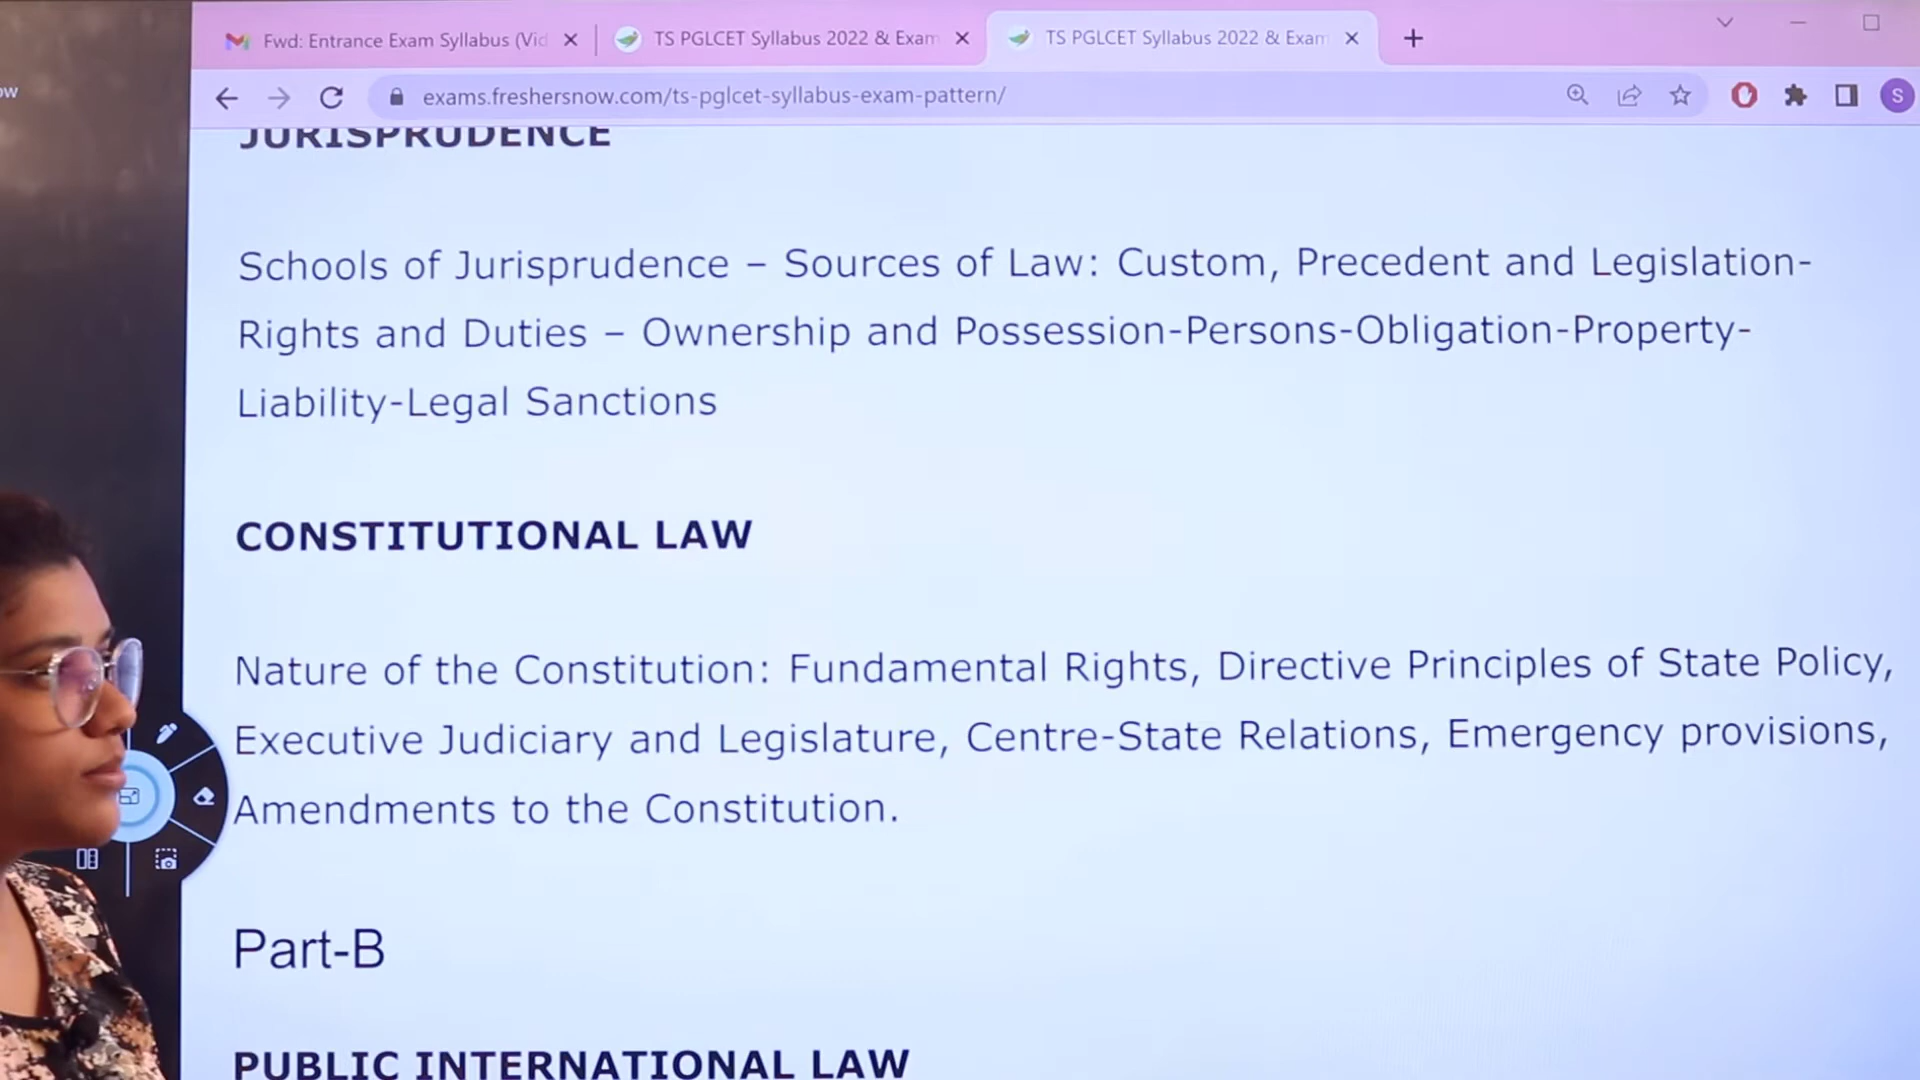 Fwd: Entrance Exam Syllabus (Vid
TS PGLCET Syllabus 2022 & Exam
TS PGLCET Syllabus 2022 & Exam
ow
exams.freshersnow.com/ts-pglcet-syllabus-exam-pattern/
S
JURISPRUDENCE
Schools of Jurisprudence – Sources of Law: Custom, Precedent and Legislation-
Rights and Duties – Ownership and Possession-Persons-Obligation-Property-
Liability-Legal Sanctions
CONSTITUTIONAL LAW
Nature of the Constitution: Fundamental Rights, Directive Principles of State Policy,
Executive Judiciary and Legislature, Centre-State Relations, Emergency provisions,
Amendments to the Constitution.
Part-B
PUBLIC INTERNATIONAL LAW